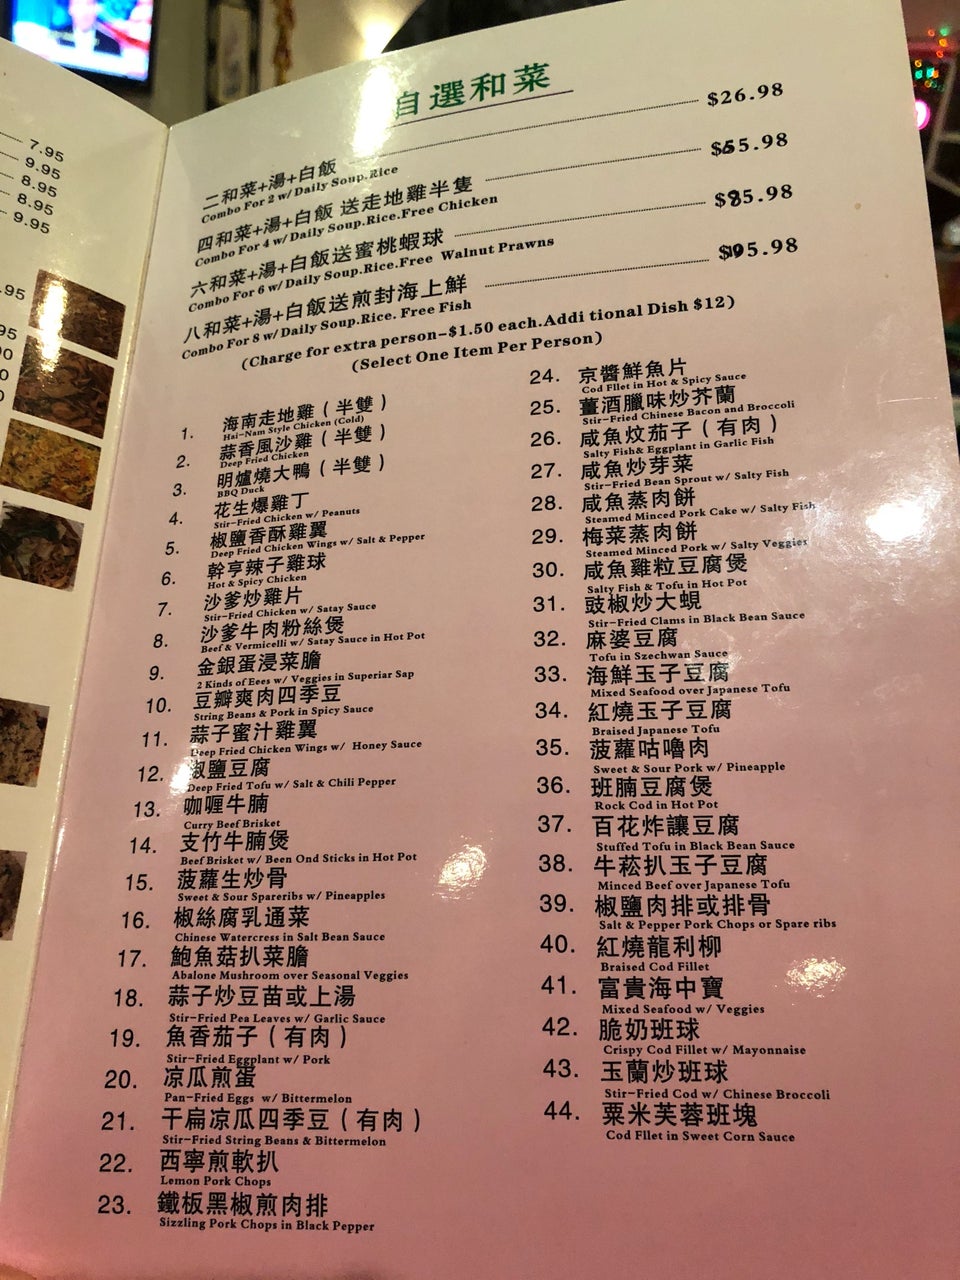 7.95
9.95
8.95
8.95
9.95
.95
95
自選和菜
二和菜+湯+白飯 $26.98
Combo For 2 w/ Daily Soup.Rice
四和菜+湯+白飯 送走地雞半隻
Combo For 4 w/ Daily Soup.Rice.Free Chicken
六和菜+湯+白飯送蜜桃蝦球
Combo For 6 w/ Daily Soup.Rice.Free Walnut Prawns
八和菜+湯+白飯送煎封海上鮮
Combo For 8 w/ Daily Soup.Rice. Free Fish
(Charge for extra person-$1.50 each.Addi tional Dish $12)
(Select One Item Per Person)
1. 海南走地雞(半雙)
Hai-Nam Style Chicken (Cold)
2. 蒜香風沙雞(半雙)
Deep Fried Chicken
3. 明爐燒大鴨(半雙)
BBQ Duck
4. 花生爆雞丁
Stir-Fried Chicken w/ Peanuts
5. 椒鹽香酥雞翼
Deep Fried Chicken Wings w/ Salt & Pepper
6. 幹亨辣子雞球
Hot & Spicy Chicken
7. 沙爹炒雞片
Stir-Fried Chicken w/ Satay Sauce
8. 沙爹牛肉粉絲煲
Beef & Vermicelli w/ Satay Sauce in Hot Pot
9. 金銀蛋浸菜膽
2 Kinds of Eees w/ Veggies in Superiar Sap
10. 豆瓣爽肉四季豆
String Beans & Pork in Spicy Sauce
11. 蒜子蜜汁雞翼
Deep Fried Chicken Wings w/ Honey Sauce
12. 椒鹽豆腐
Deep Fried Tofu w/ Salt & Chili Pepper
13. 咖喱牛腩
Curry Beef Brisket
14. 支竹牛腩煲
Beef Brisket w/ Been Ond Sticks in Hot Pot
15. 菠蘿生炒骨
Sweet & Sour Spareribs w/ Pineapples
16. 椒絲腐乳通菜
Chinese Watercress in Salt Bean Sauce
17. 鮑魚菇扒菜膽
Abalone Mushroom over Seasonal Veggies
18. 蒜子炒豆苗或上湯
Stir-Fried Pea Leaves w/ Garlic Sauce
19. 魚香茄子(有肉)
Stir-Fried Eggplant w/ Pork
20. 凉瓜煎蛋
Pan-Fried Eggs w/ Bittermelon
21. 干扁凉瓜四季豆(有肉)
Stir-Fried String Beans & Bittermelon
22. 西寧煎軟扒
Lemon Pork Chops
23. 鐵板黑椒煎肉排
Sizzling Pork Chops in Black Pepper
24. 京醬鮮魚片
Cod Fllet in Hot & Spicy Sauce
25. 薑酒臘味炒芥蘭
Stir-Fried Chinese Bacon and Broccoli
26. 咸魚炆茄子(有肉)
Salty Fish& Eggplant in Garlic Fish
27. 咸魚炒芽菜
Stir-Fried Bean Sprout w/ Salty Fish
28. 咸魚蒸肉餅
Steamed Minced Pork Cake w/ Salty Fish
29. 梅菜蒸肉餅
Steamed Minced Pork w/ Salty Veggies
30. 咸魚雞粒豆腐煲
Salty Fish & Tofu in Hot Pot
31. 豉椒炒大蜆
Stir-Fried Clams in Black Bean Sauce
32. 麻婆豆腐
Tofu in Szechwan Sauce
33. 海鮮玉子豆腐
Mixed Seafood over Japanese Tofu
34. 紅燒玉子豆腐
Braised Japanese Tofu
35. 菠蘿咕嚕肉
Sweet & Sour Pork w/ Pineapple
36. 班腩豆腐煲
Rock Cod in Hot Pot
37. 百花炸讓豆腐
Stuffed Tofu in Black Bean Sauce
38. 牛菘扒玉子豆腐
Minced Beef over Japanese Tofu
39. 椒鹽肉排或排骨
Salt & Pepper Pork Chops or Spare ribs
40. 紅燒龍利柳
Braised Cod Fillet
41. 富貴海中寶
Mixed Seafood w/ Veggies
42. 脆奶班球
Crispy Cod Fillet w/ Mayonnaise
43. 玉蘭炒班球
Stir-Fried Cod w/ Chinese Broccoli
44. 粟米芙蓉班塊
Cod Fllet in Sweet Corn Sauce